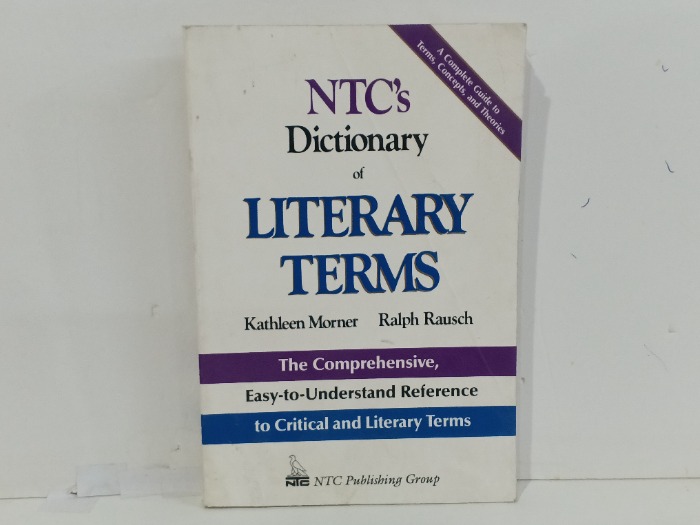 A Complete Guide to
Terms, Concepts, and Theories
NTC's
Dictionary
of
LITERARY
TERMS
Kathleen Morner Ralph Rausch
The Comprehensive,
Easy-to-Understand Reference
to Critical and Literary Terms
NTC NTC Publishing Group